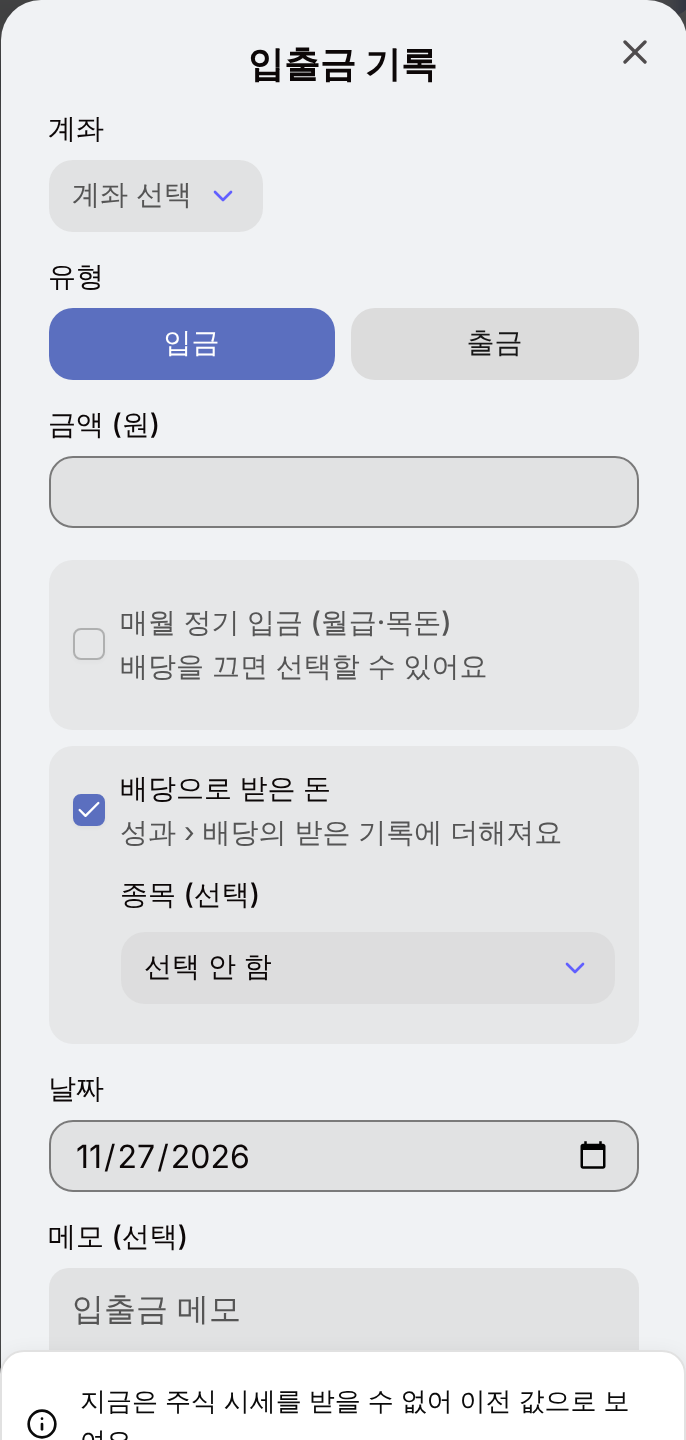 입출금 기록
계좌
계좌 선택
유형
입금
출금
금액 (원)
매월 정기 입금 (월급·목돈)
배당을 끄면 선택할 수 있어요
배당으로 받은 돈
성과 › 배당의 받은 기록에 더해져요
종목 (선택)
선택 안 함
날짜
11/27/2026
메모 (선택)
입출금 메모
지금은 주식 시세를 받을 수 없어 이전 값으로 보